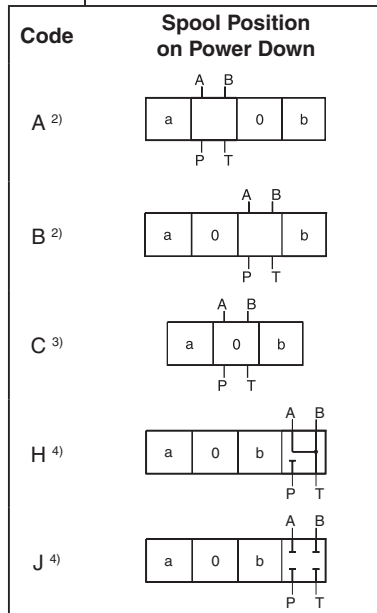 Code Spool Position
on Power Down
A B
A 2) a 0 b
P T
A B
B 2) a 0 b
P T
A B
C 3) a 0 b
P T
A B
H 4) a 0 b
P T
A B
J 4) a 0 b
P T